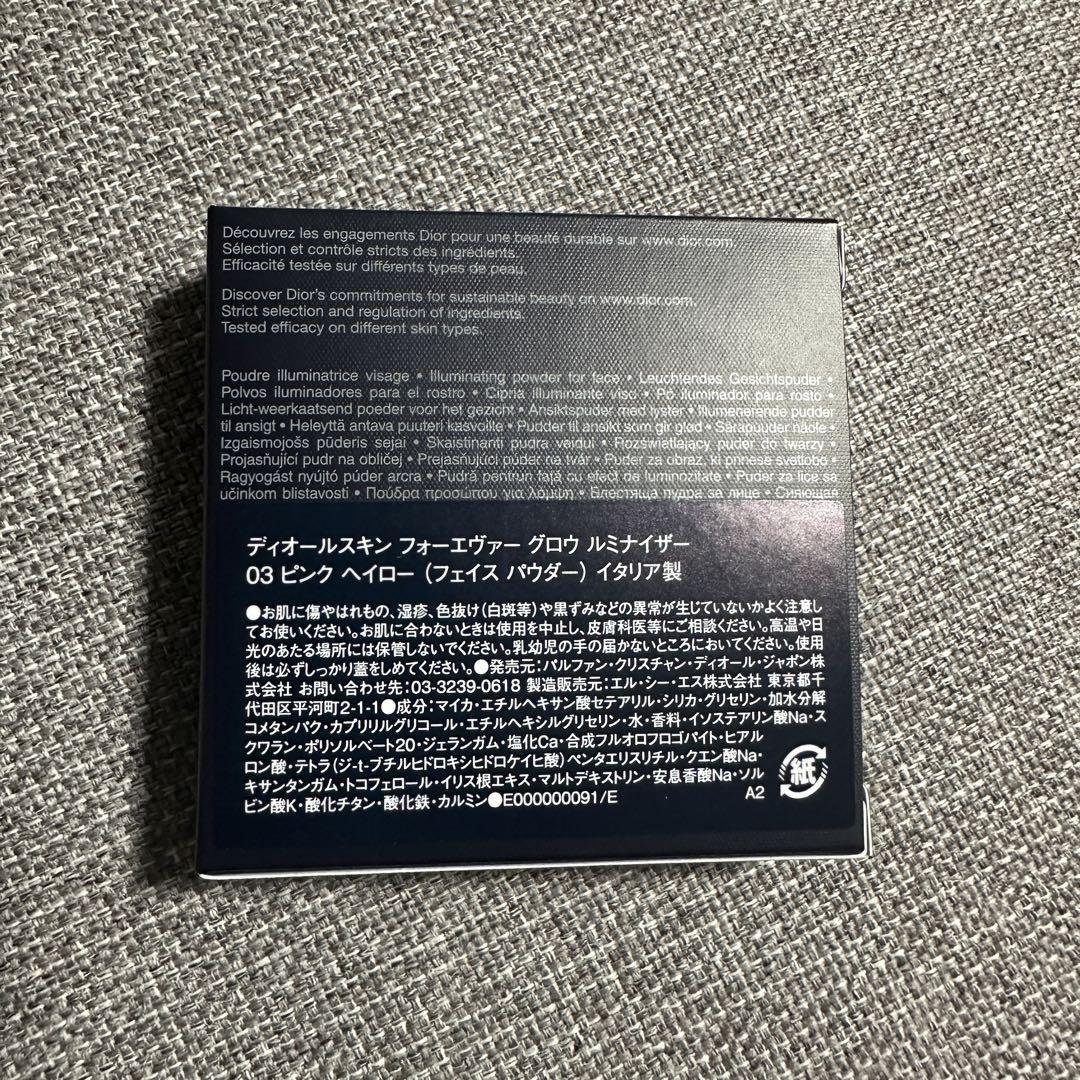 Découvrez les engagements Dior pour une beauté durable sur www.dior.com.
Sélection et contrôle stricts des ingrédients.
Efficacité testée sur différents types de peau.
Discover Dior's commitments for sustainable beauty on www.dior.com.
Strict selection and regulation of ingredients.
Tested efficacy on different skin types.
Poudre illuminatrice visage • Illuminating powder for face • Leuchtendes Gesichtspuder •
Polvos iluminadores para el rostro • Cipria illuminante viso • Pó iluminador para rosto •
Licht-weerkaatsend poeder voor het gezicht • Ansiktspuder med lyster • Illumenerende pudder
til ansigt • Heleyttä antava puuteri kasvoille • Pudder til ansikt som gir glød • Särapuuder näole •
Izgaismojošs pūderis sejai • Skaistinanti pudra veidui • Rozświetlający puder do twarzy •
Projasňující pudr na obličej • Prejasňujúci púder na tvár • Puder za obraz, ki prinese svetlobo •
Ragyogást nyújtó púder arcra • Pudră pentru față cu efect de luminozitate • Puder za lice sa
učinkom blistavosti • Πούδρα προσώπου για λάμψη • Блестяща пудра за лице • Сияющая
ディオールスキン フォーエヴァー グロウ ルミナイザー
03 ピンク ヘイロー (フェイス パウダー) イタリア製
●お肌に傷やはれもの、湿疹、色抜け(白斑等)や黒ずみなどの異常が生じていないかよく注意し
てお使いください。お肌に合わないときは使用を中止し、皮膚科医等にご相談ください。高温や日
光のあたる場所には保管しないでください。乳幼児の手の届かないところにおいてください。使用
後は必ずしっかり蓋をしめてください。●発売元:パルファン・クリスチャン・ディオール・ジャポン株
式会社 お問い合わせ先:03-3239-0618 製造販売元:エル・シー・エス株式会社 東京都千
代田区平河町2-1-1●成分:マイカ・エチルヘキサン酸セテアリル・シリカ・グリセリン・加水分解
コメタンパク・カプリリルグリコール・エチルヘキシルグリセリン・水・香料・イソステアリン酸Na・ス
クワラン・ポリソルベート20・ジェランガム・塩化Ca・合成フルオロフロゴパイト・ヒアル
ロン酸・テトラ(ジ-t-ブチルヒドロキシヒドロケイヒ酸)ペンタエリスリチル・クエン酸Na・
キサンタンガム・トコフェロール・イリス根エキス・マルトデキストリン・安息香酸Na・ソル
ビン酸K・酸化チタン・酸化鉄・カルミン●E000000091/E
紙
A2